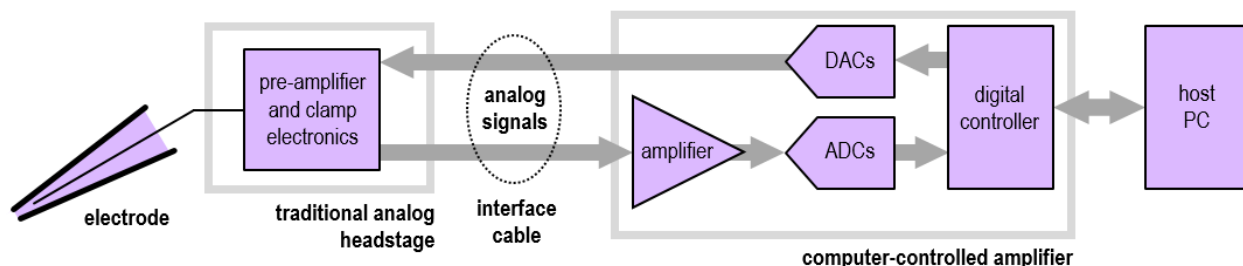 pre-amplifier
and clamp
electronics
electrode
traditional analog
headstage
analog
signals
interface
cable
amplifier
DACs
ADCs
digital
controller
computer-controlled amplifier
host
PC